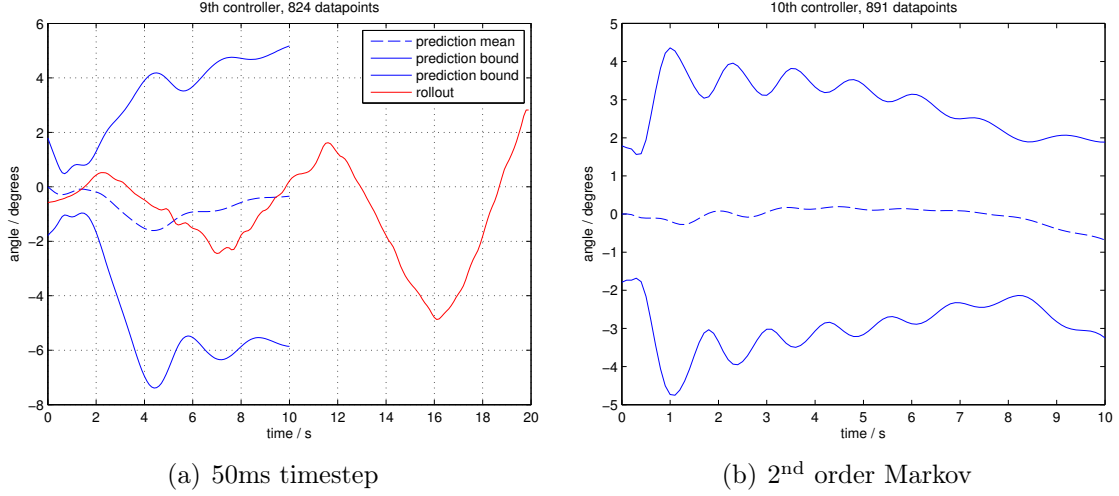 9th controller, 824 datapoints
6
4
2
0
−2
−4
−6
−8
angle / degrees
0 2 4 6 8 10 12 14 16 18 20
time / s
prediction mean
prediction bound
prediction bound
rollout
(a) 50ms timestep
10th controller, 891 datapoints
5
4
3
2
1
0
−1
−2
−3
−4
−5
angle / degrees
0 1 2 3 4 5 6 7 8 9 10
time / s
(b) 2nd order Markov